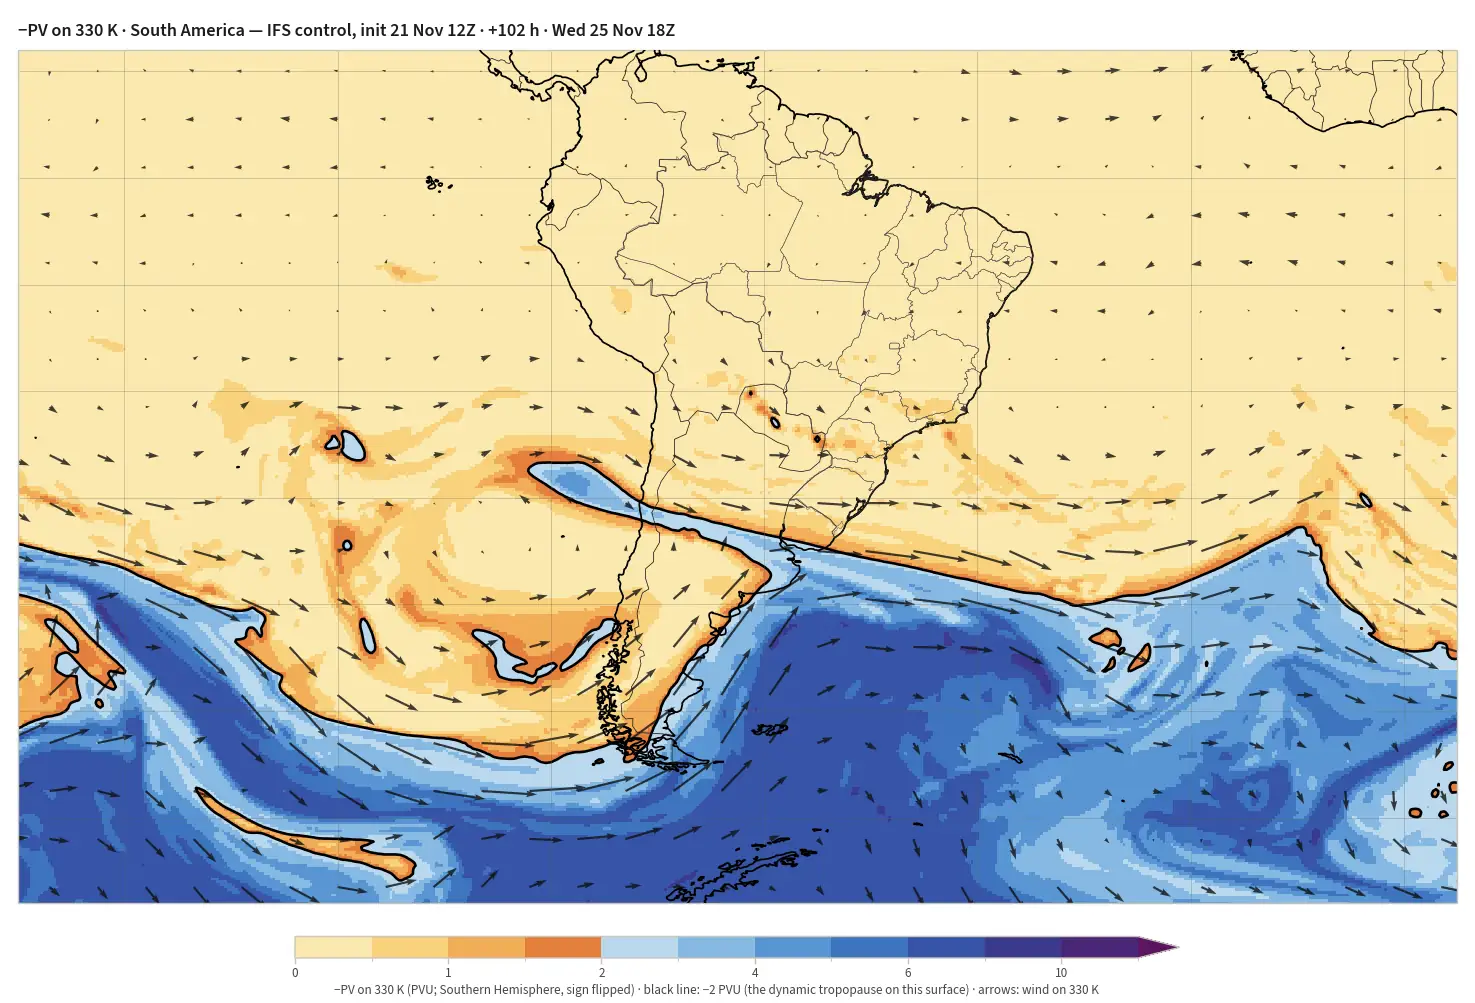 −PV on 330 K · South America — IFS control, init 21 Nov 12Z · +102 h · Wed 25 Nov 18Z
0 1 2 4 6 10
−PV on 330 K (PVU; Southern Hemisphere, sign flipped) · black line: −2 PVU (the dynamic tropopause on this surface) · arrows: wind on 330 K